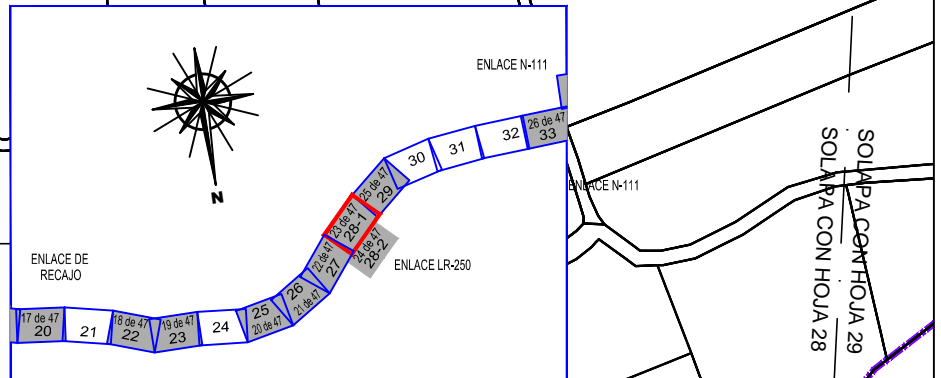 ENLACE N-111
26 de 47
33
32
31
30
25 de 47
29
23 de 47
28-1
24 de 47
28-2
ENLACE LR-250
22 de 47
27
26
21 de 47
25
20 de 47
24
19 de 47
23
18 de 47
22
21
17 de 47
20
ENLACE DE
RECAJO
N
ENLACE N-111
SOLAPA CON HOJA 29
SOLAPA CON HOJA 28